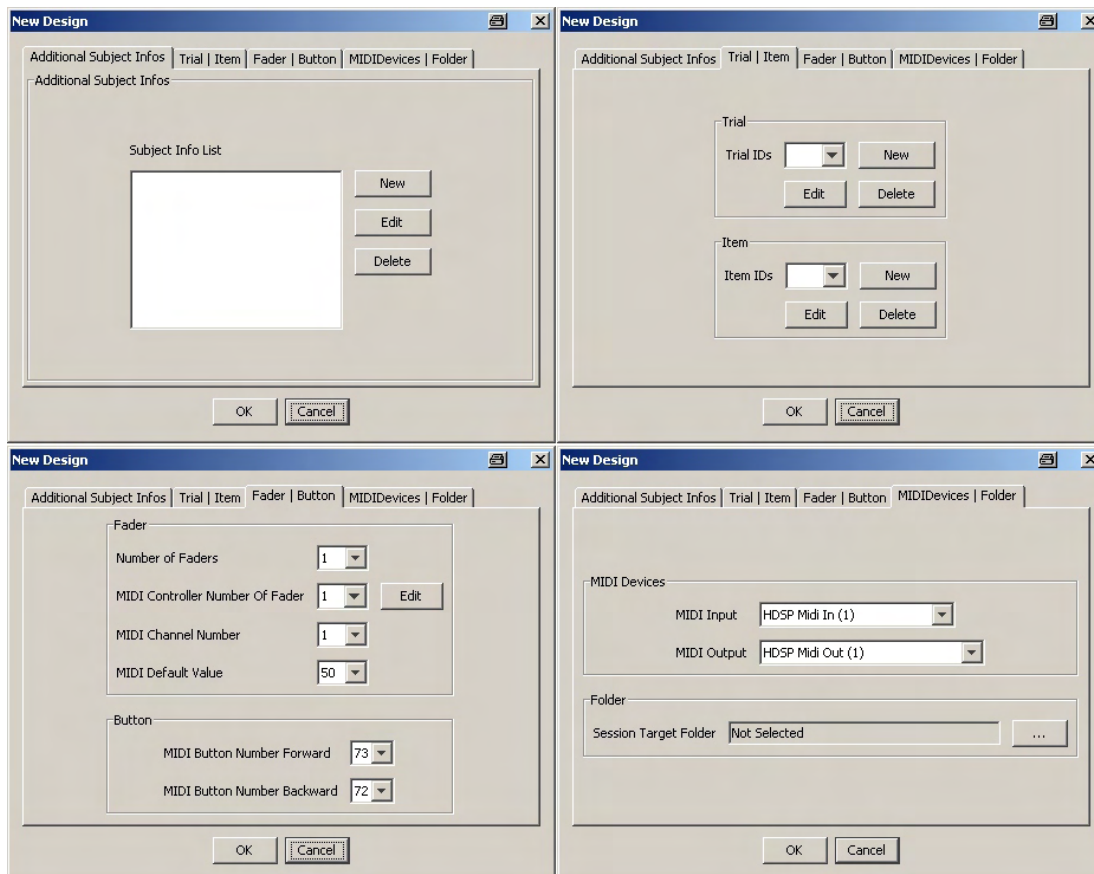 New Design
Additional Subject Infos Trial | Item Fader | Button MIDIDevices | Folder
Additional Subject Infos
Subject Info List
New
Edit
Delete
OK Cancel
New Design
Additional Subject Infos Trial | Item Fader | Button MIDIDevices | Folder
Trial
Trial IDs New
Edit Delete
Item
Item IDs New
Edit Delete
OK Cancel
New Design
Additional Subject Infos Trial | Item Fader | Button MIDIDevices | Folder
Fader
Number of Faders 1
MIDI Controller Number Of Fader 1 Edit
MIDI Channel Number 1
MIDI Default Value 50
Button
MIDI Button Number Forward 73
MIDI Button Number Backward 72
OK Cancel
New Design
Additional Subject Infos Trial | Item Fader | Button MIDIDevices | Folder
MIDI Devices
MIDI Input HDSP Midi In (1)
MIDI Output HDSP Midi Out (1)
Folder
Session Target Folder Not Selected ...
OK Cancel